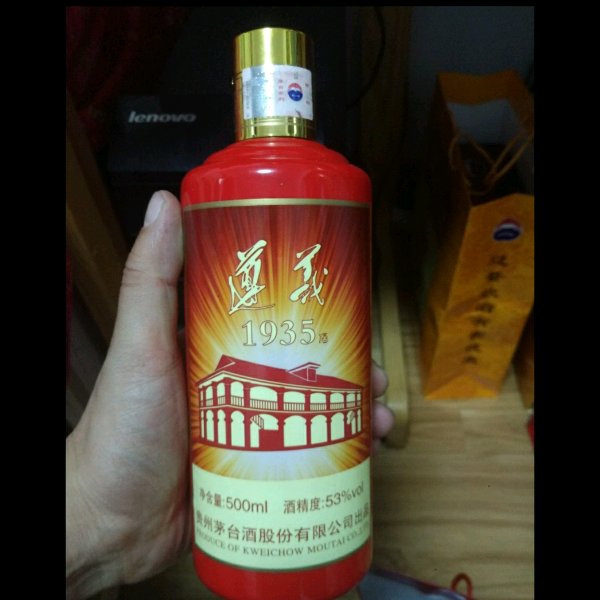 lenovo
遵义
1935酒
净含量:500ml 酒精度:53%vol
贵州茅台酒股份有限公司出品
PRODUCE OF KWEICHOW MOUTAI CO.,LTD